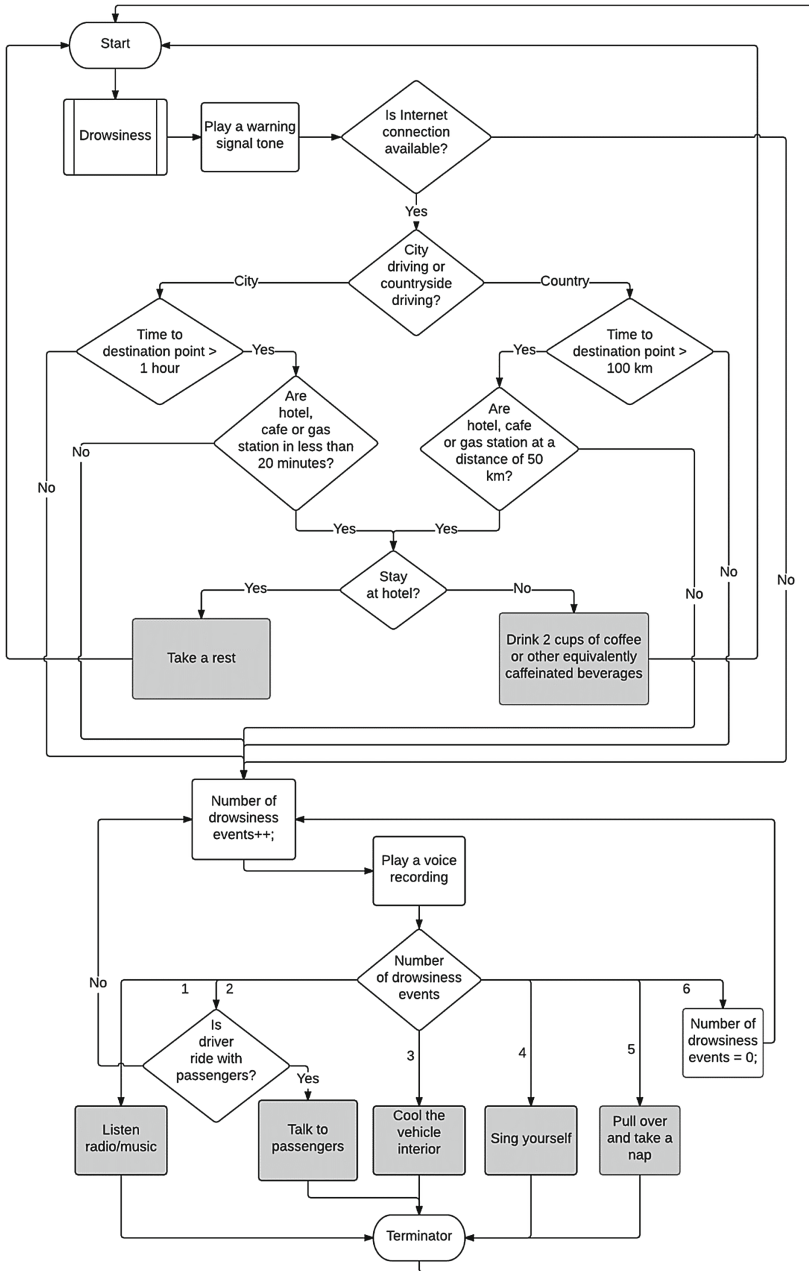 Start
Drowsiness
Play a warning
signal tone
Is Internet
connection
available?
Yes
City
driving or
countryside
driving?
City
Country
Time to
destination point >
1 hour
Yes
Yes
Time to
destination point >
100 km
Are
hotel,
cafe or gas
station in less than
20 minutes?
Are
hotel, cafe
or gas station at a
distance of 50
km?
No
No
Yes
Yes
Stay
at hotel?
Yes
No
No
No
No
Take a rest
Drink 2 cups of coffee
or other equivalently
caffeinated beverages
Number of
drowsiness
events++;
Play a voice
recording
Number
of drowsiness
events
No
1
2
6
Is
driver
ride with
passengers?
Number of
drowsiness
events = 0;
3
4
5
Yes
Listen
radio/music
Talk to
passengers
Cool the
vehicle
interior
Sing yourself
Pull over
and take a
nap
Terminator